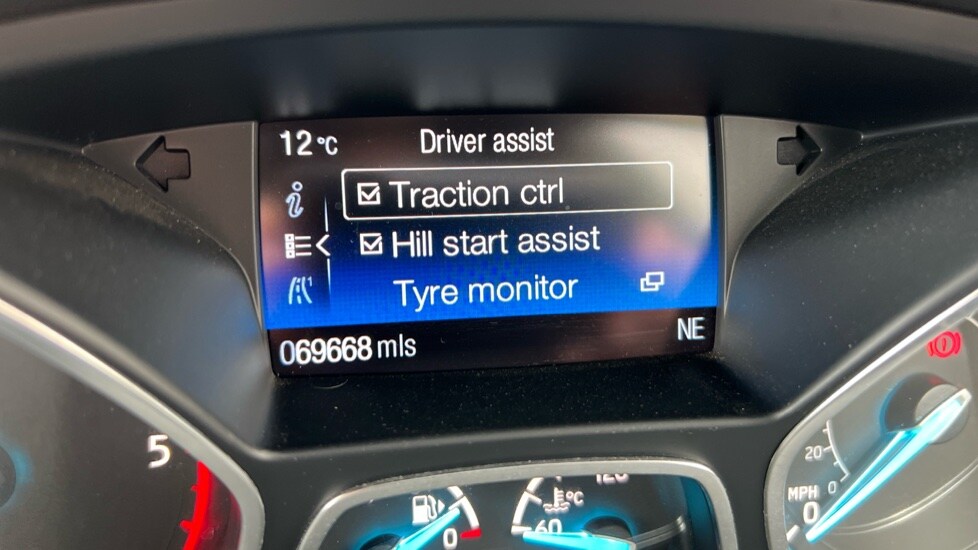 12°C Driver assist
Traction ctrl
Hill start assist
Tyre monitor
069668 mls NE
5
20
MPH 0
0
0
°C
60